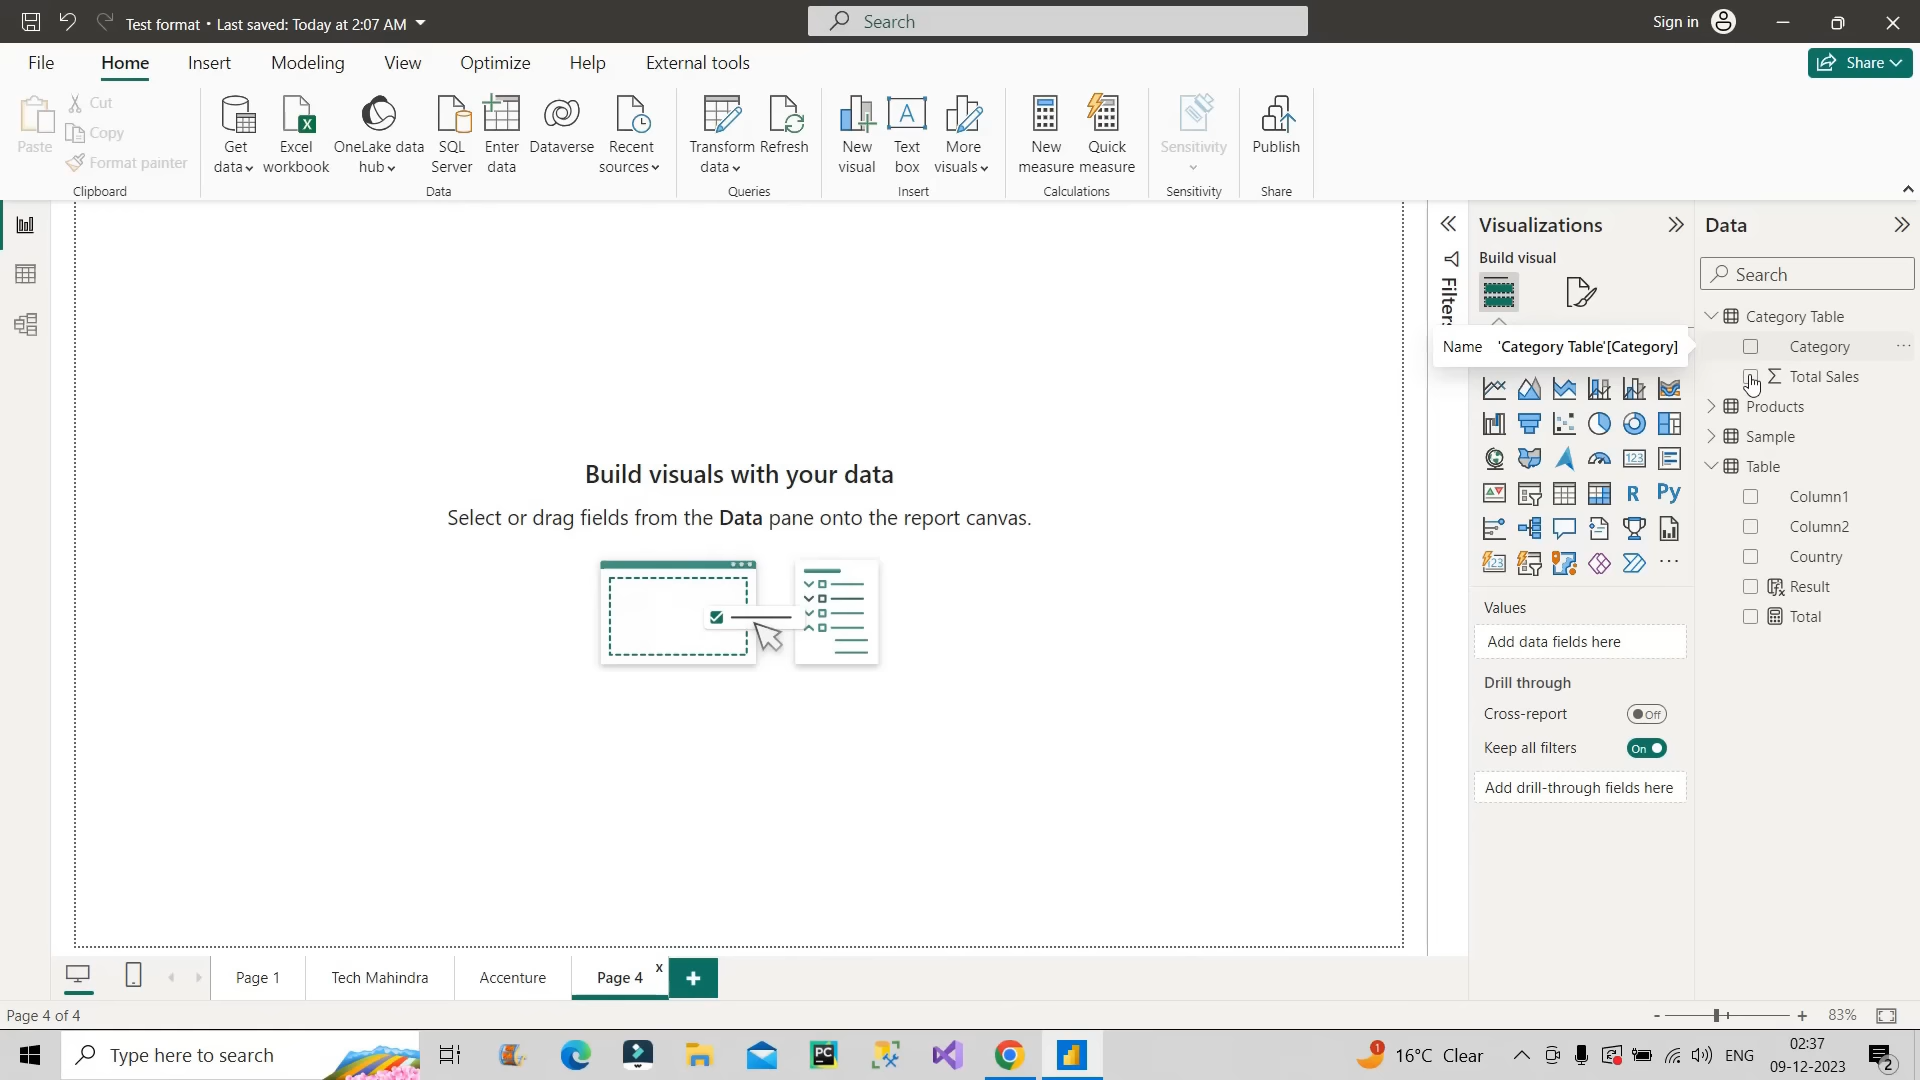 Test format • Last saved: Today at 2:07 AM
Search
Sign in
File
Home
Insert
Modeling
View
Optimize
Help
External tools
Share
Paste
Cut
Copy
Format painter
Clipboard
Get data
Excel workbook
OneLake data hub
SQL Server
Enter data
Dataverse
Recent sources
Data
Transform data
Refresh
Queries
New visual
A
Text box
More visuals
Insert
New measure
Quick measure
Calculations
Sensitivity
Sensitivity
Publish
Share
Build visuals with your data
Select or drag fields from the Data pane onto the report canvas.
Filters
Visualizations
Build visual
Name 'Category Table'[Category]
123
R
Py
123
Values
Add data fields here
Drill through
Cross-report
Off
Keep all filters
On
Add drill-through fields here
Data
Search
Category Table
Category
Total Sales
Products
Sample
Table
Column1
Column2
Country
Result
Total
Page 1
Tech Mahindra
Accenture
Page 4
x
+
Page 4 of 4
- + 83%
Type here to search
PC
1
16°C Clear
ENG
02:37
09-12-2023
2